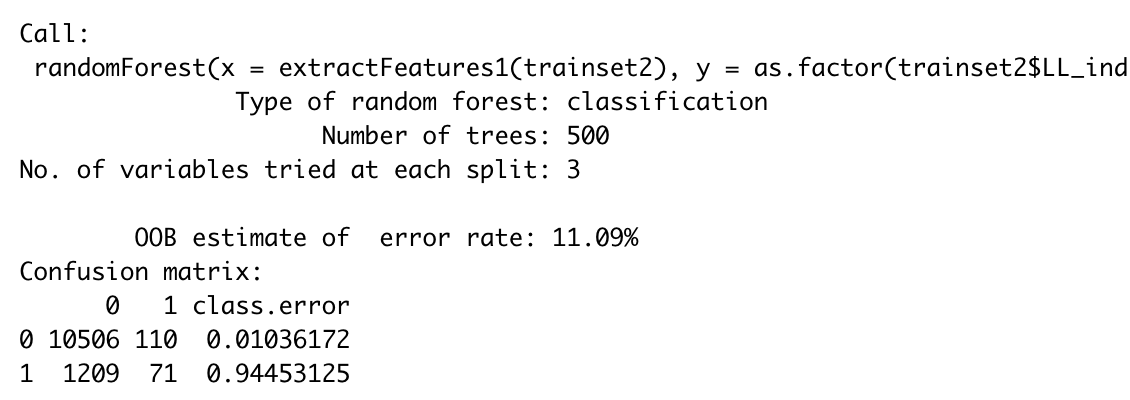 Call:
 randomForest(x = extractFeatures1(trainset2), y = as.factor(trainset2$LL_ind
               Type of random forest: classification
                     Number of trees: 500
No. of variables tried at each split: 3

        OOB estimate of  error rate: 11.09%
Confusion matrix:
      0   1 class.error
0 10506 110  0.01036172
1  1209  71  0.94453125